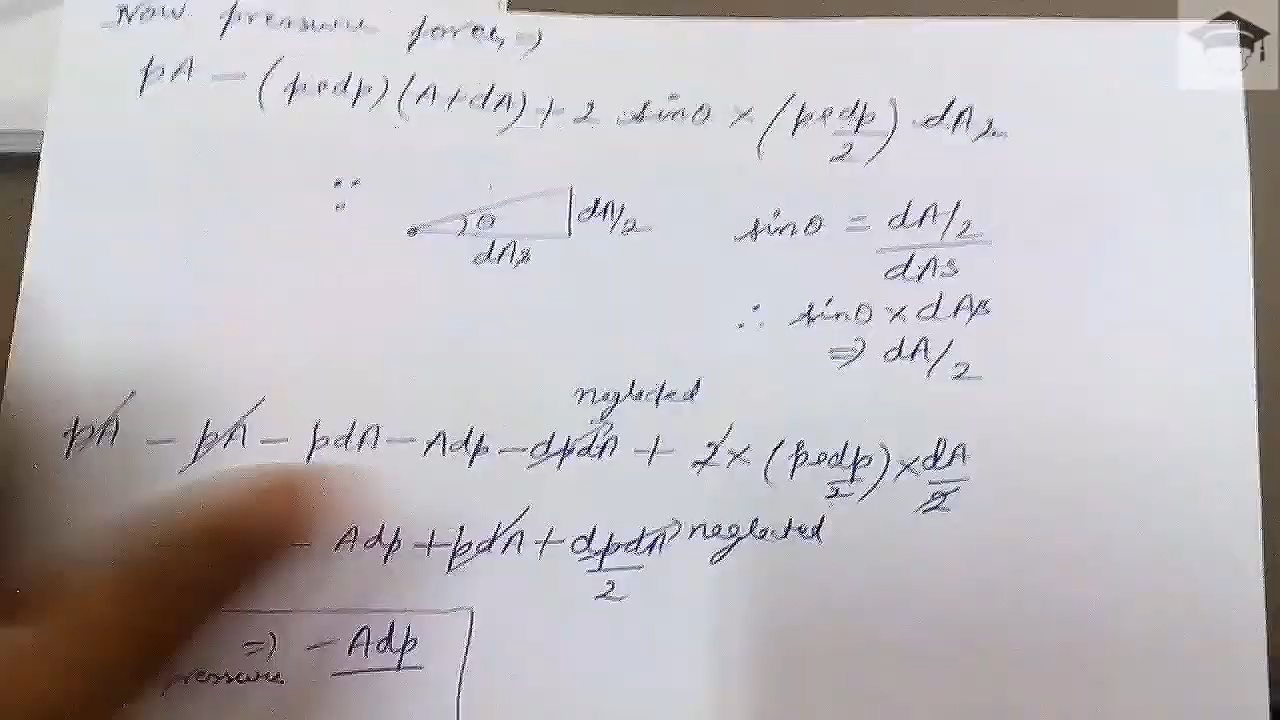 Now pressure forces ⇒
pA - (p+dp)(A+dA) + 2 sinθ × (p+dp/2) dAs
∵
θ
dA/2
dAs
sinθ = dA/2 / dAs
∴ sinθ × dAs
⇒ dA/2
neglected
pA - pA - pdA - Adp - dpdA + 2 × (p+dp/2) × dA/2
- Adp + pdA + dpdA/2 ⇒ neglected
⇒ - Adp
pressure